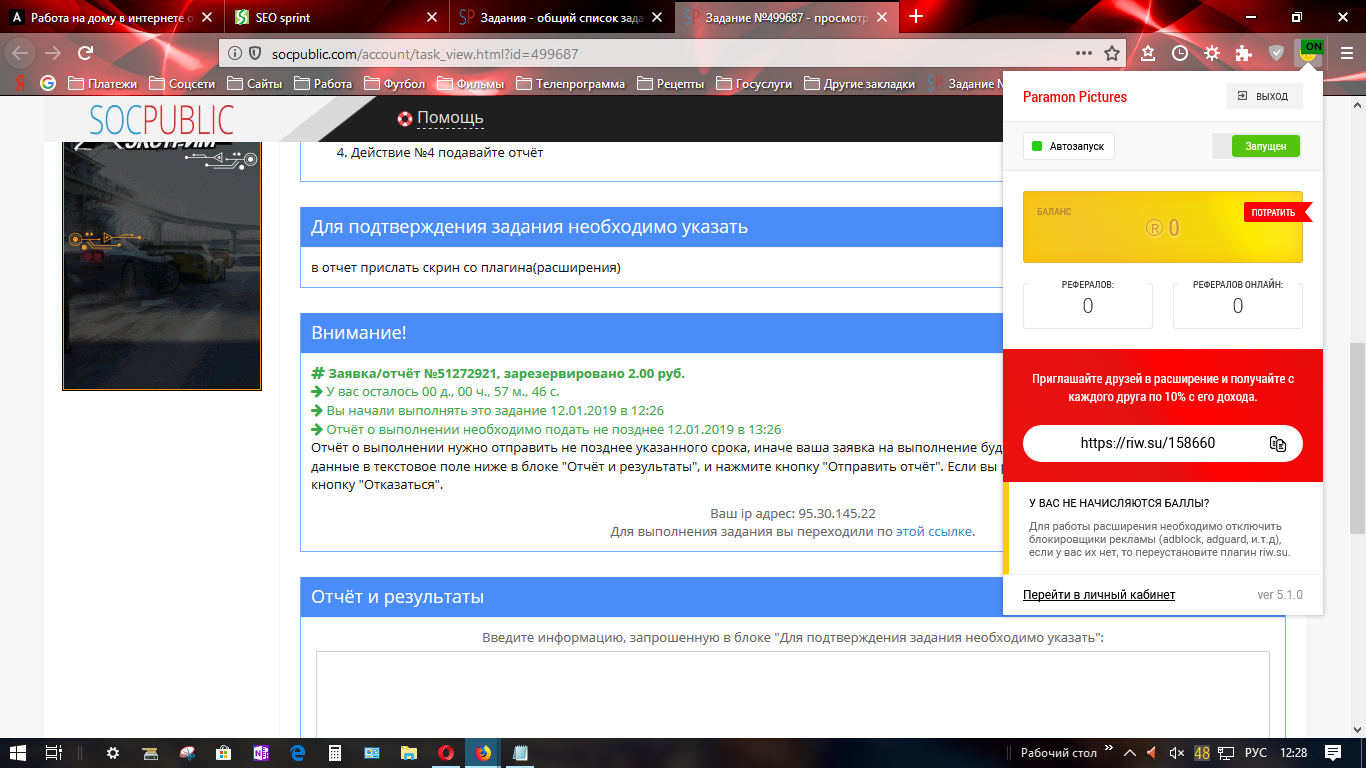 Работа на дому в интернете о
SEO sprint
Задания - общий список зада
Задание №499687 - просмотр
socpublic.com/account/task_view.html?id=499687
Платежи
Соцсети
Сайты
Работа
Футбол
Фильмы
Телепрограмма
Рецепты
Госуслуги
Другие закладки
Задание №
ON
SOCPUBLIC
Помощь
4. Действие №4 подавайте отчёт
Для подтверждения задания необходимо указать
в отчет прислать скрин со плагина(расширения)
Внимание!
# Заявка/отчёт №51272921, зарезервировано 2.00 руб.
У вас осталось 00 д., 00 ч., 57 м., 46 с.
Вы начали выполнять это задание 12.01.2019 в 12:26
Отчёт о выполнении необходимо подать не позднее 12.01.2019 в 13:26
Отчёт о выполнении нужно отправить не позднее указанного срока, иначе ваша заявка на выполнение буд
данные в текстовое поле ниже в блоке "Отчёт и результаты", и нажмите кнопку "Отправить отчёт". Если вы
кнопку "Отказаться".
Ваш ip адрес: 95.30.145.22
Для выполнения задания вы переходили по этой ссылке.
Отчёт и результаты
Введите информацию, запрошенную в блоке "Для подтверждения задания необходимо указать":
Paramon Pictures
ВЫХОД
Автозапуск
Запущен
БАЛАНС
ПОТРАТИТЬ
® 0
РЕФЕРАЛОВ:
0
РЕФЕРАЛОВ ОНЛАЙН:
0
Приглашайте друзей в расширение и получайте с
каждого друга по 10% с его дохода.
https://riw.su/158660
У ВАС НЕ НАЧИСЛЯЮТСЯ БАЛЛЫ?
Для работы расширения необходимо отключить
блокировщики рекламы (adblock, adguard, и.т.д),
если у вас их нет, то переустановите плагин riw.su.
Перейти в личный кабинет
ver 5.1.0
Рабочий стол
48
РУС
12:28